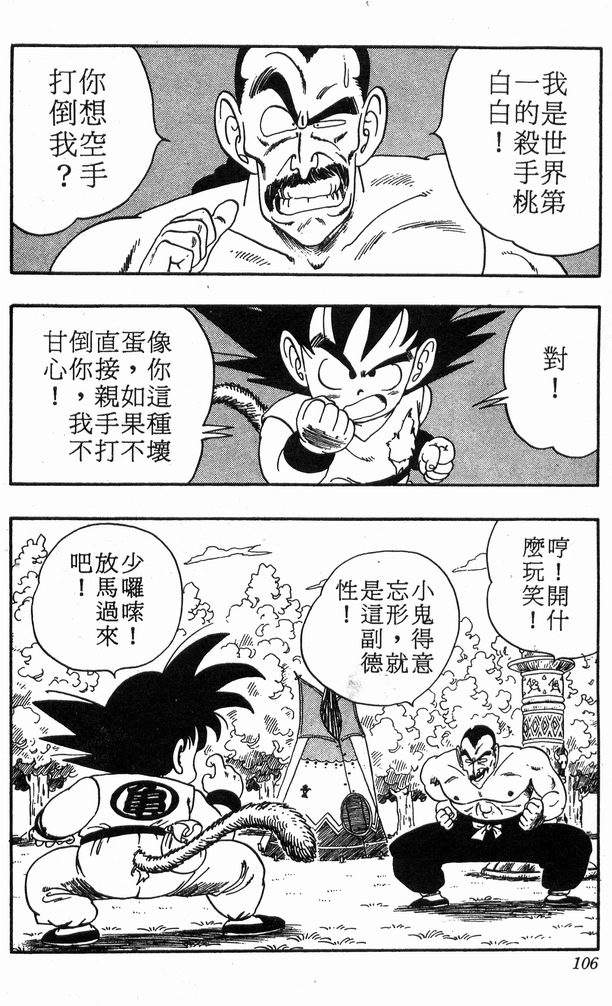 我是世界第
一的殺手桃
白白！
你想空手
打倒我？
對！
像你這種壞
蛋，如果不
直接親手打
倒你，我不
甘心！
哼！開什
麼玩笑！
小鬼得意
忘形，就
是這副德
性！
少囉嗦！
放馬過來
吧！
龜
106